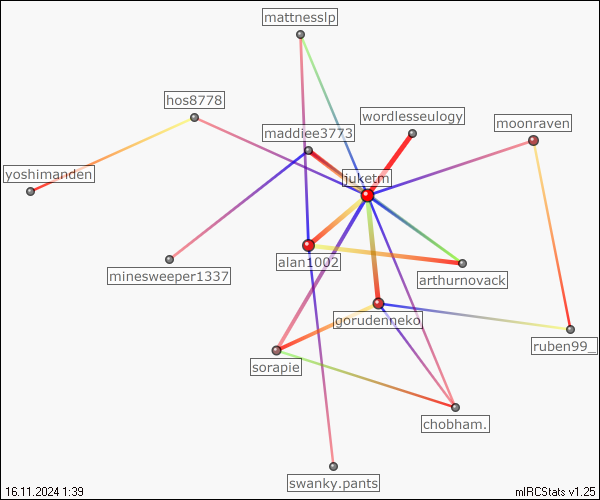 mattnesslp
hos8778
wordlesseulogy
moonraven
maddiee3773
yoshimanden
juketm
alan1002
minesweeper1337
arthurnovack
gorudenneko
ruben99_
sorapie
chobham.
swanky.pants
16.11.2024 1:39
mIRCStats v1.25